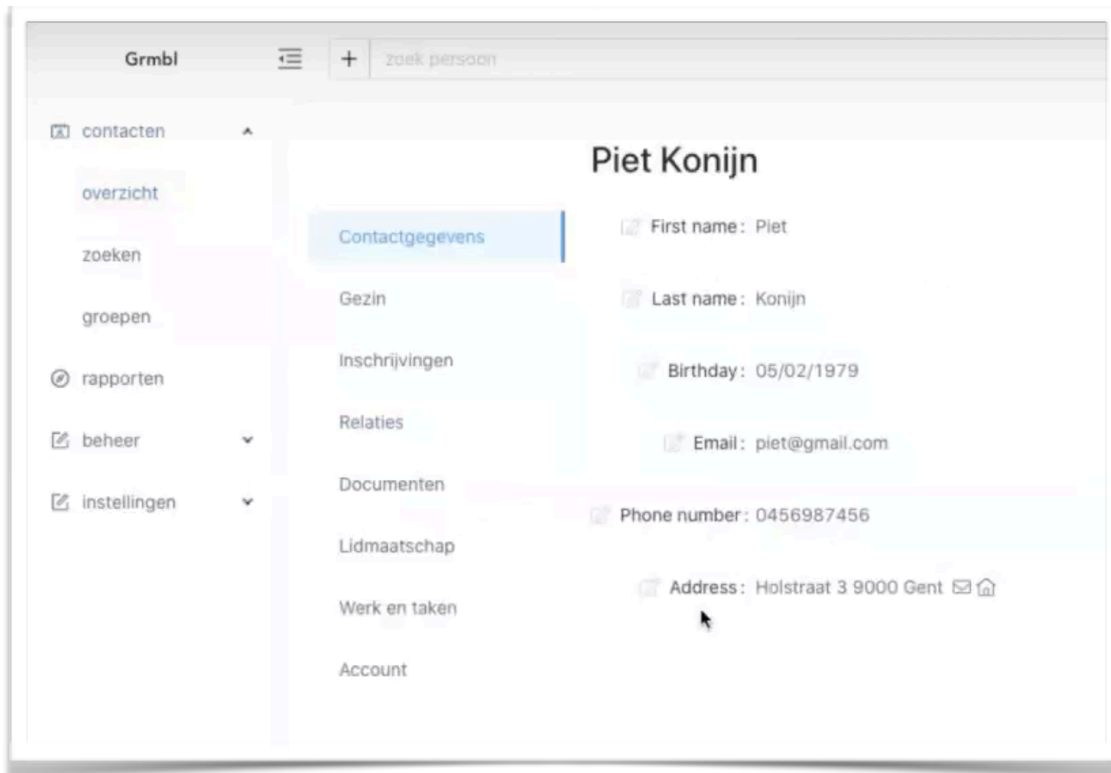 Grmbl
+ zoek persoon
contacten
overzicht
zoeken
groepen
rapporten
beheer
instellingen
Contactgegevens
Gezin
Inschrijvingen
Relaties
Documenten
Lidmaatschap
Werk en taken
Account
Piet Konijn
First name: Piet
Last name: Konijn
Birthday: 05/02/1979
Email: piet@gmail.com
Phone number: 0456987456
Address: Holstraat 3 9000 Gent